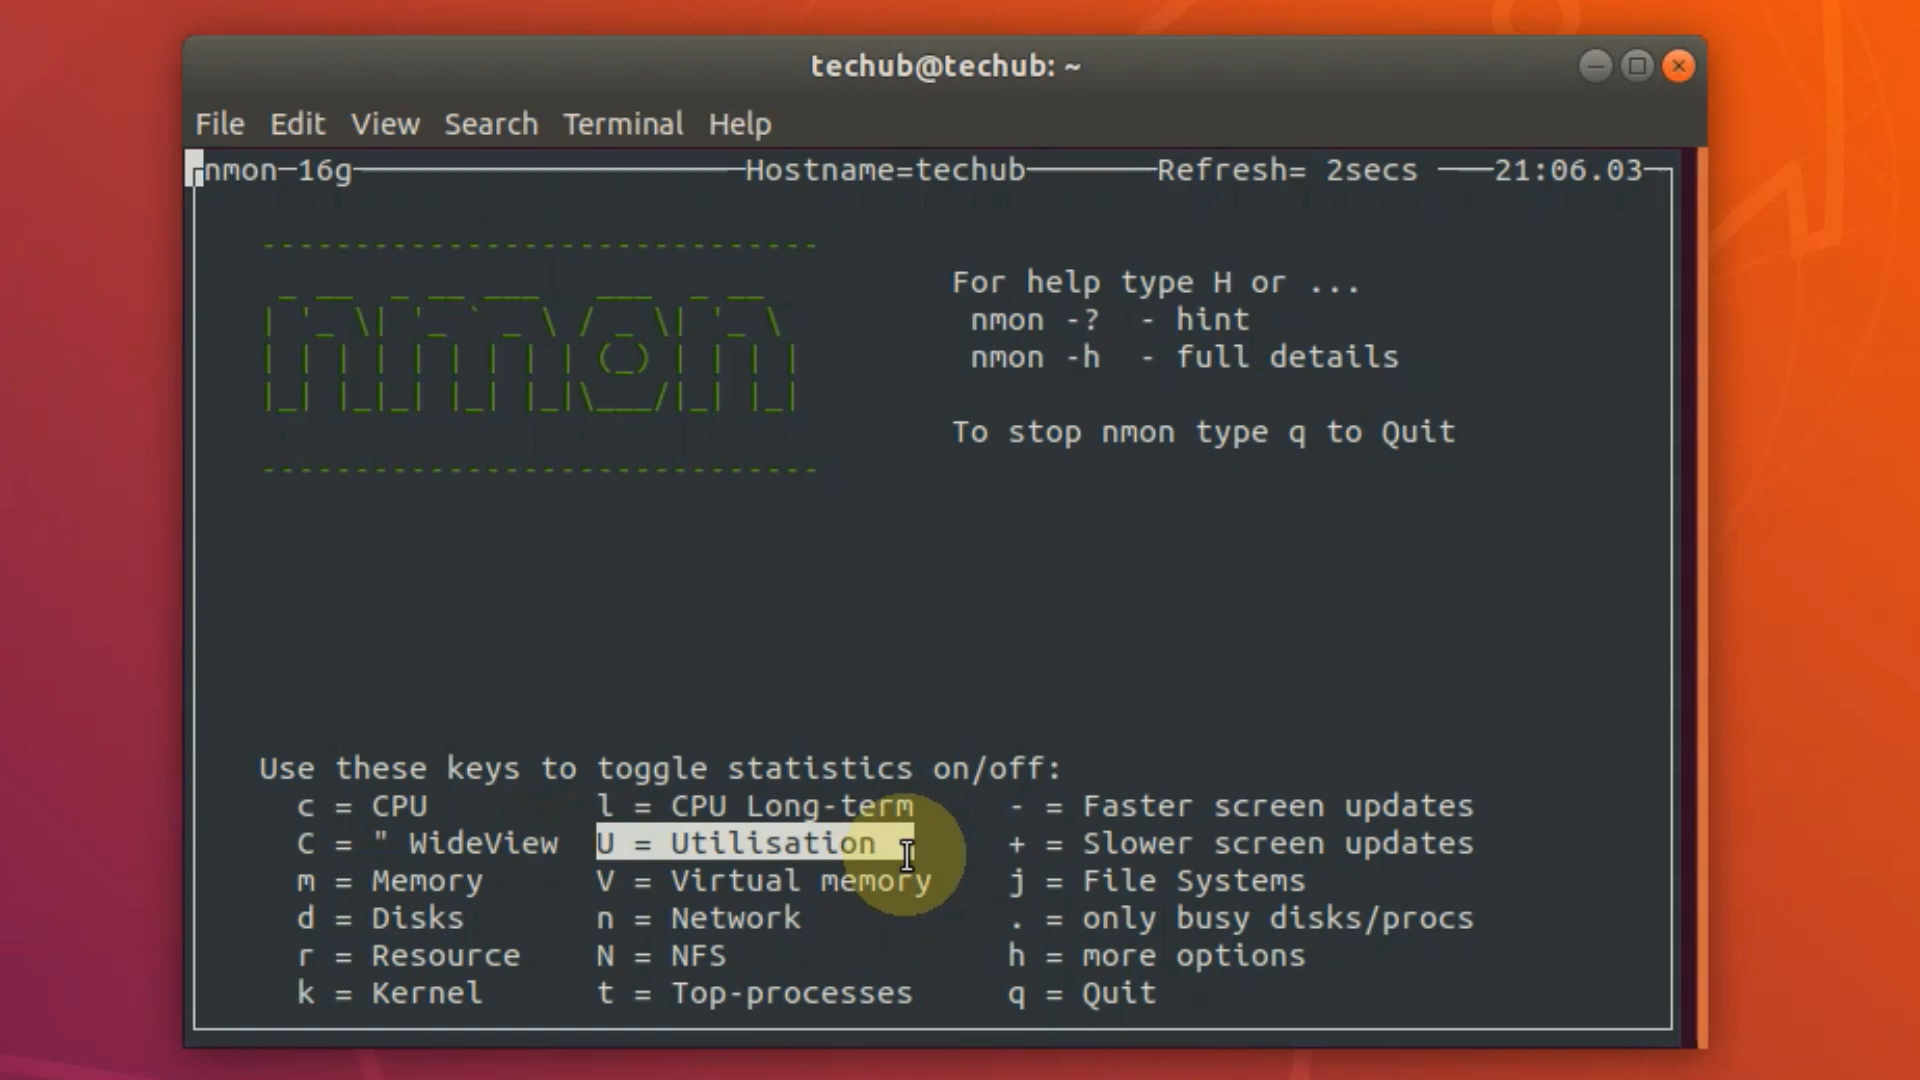 techub@techub: ~
File Edit View Search Terminal Help
nmon─16g Hostname=techub Refresh= 2secs 21:06.03
nmon
For help type H or ...
nmon -? - hint
nmon -h - full details
To stop nmon type q to Quit
Use these keys to toggle statistics on/off:
c = CPU l = CPU Long-term - = Faster screen updates
C = " WideView U = Utilisation + = Slower screen updates
m = Memory V = Virtual memory j = File Systems
d = Disks n = Network . = only busy disks/procs
r = Resource N = NFS h = more options
k = Kernel t = Top-processes q = Quit